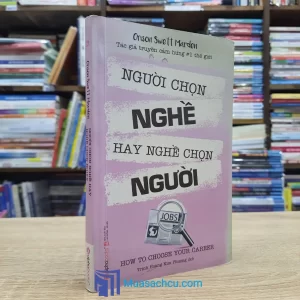 Orison Swett Marden
Tác giả truyền cảm hứng #1 thế giới
NGƯỜI CHỌN
NGHỀ
HAY NGHỀ CHỌN
NGƯỜI
JOBS
HOW TO CHOOSE YOUR CAREER
Muasachcu.com